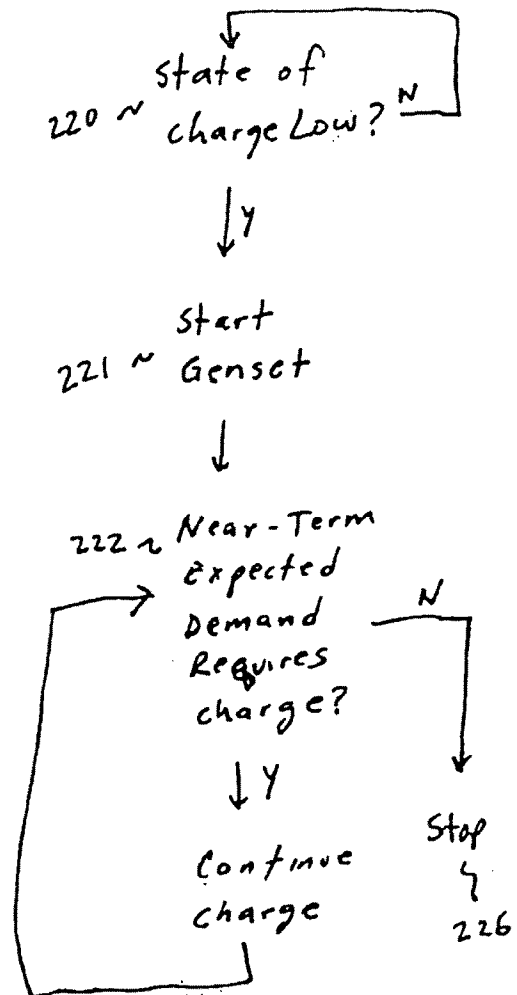 State of
220 ~ charge Low? N
Y
Start
221 ~ Genset
222 ~ Near-Term
Expected
Demand
N
Requires
charge?
Y
Continue
charge
Stop
226